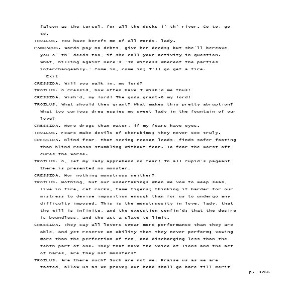 falcon as the tercel, for all the ducks i' th' river. Go to, go
to.
TROILUS. You have bereft me of all words, lady.
PANDARUS. Words pay no debts, give her deeds; but she'll bereave
you o' th' deeds too, if she call your activity in question.
What, billing again? Here's 'In witness whereof the parties
interchangeably.' Come in, come in; I'll go get a fire.
Exit
CRESSIDA. Will you walk in, my lord?
TROILUS. O Cressid, how often have I wish'd me thus!
CRESSIDA. Wish'd, my lord! The gods grant-O my lord!
TROILUS. What should they grant? What makes this pretty abruption?
What too curious dreg espies my sweet lady in the fountain of our
love?
CRESSIDA. More dregs than water, if my fears have eyes.
TROILUS. Fears make devils of cherubims; they never see truly.
CRESSIDA. Blind fear, that seeing reason leads, finds safer footing
than blind reason stumbling without fear. To fear the worst oft
cures the worse.
TROILUS. O, let my lady apprehend no fear! In all Cupid's pageant
there is presented no monster.
CRESSIDA. Nor nothing monstrous neither?
TROILUS. Nothing, but our undertakings when we vow to weep seas,
live in fire, eat rocks, tame tigers; thinking it harder for our
mistress to devise imposition enough than for us to undergo any
difficulty imposed. This is the monstruosity in love, lady, that
the will is infinite, and the execution confin'd; that the desire
is boundless, and the act a slave to limit.
CRESSIDA. They say all lovers swear more performance than they are
able, and yet reserve an ability that they never perform; vowing
more than the perfection of ten, and discharging less than the
tenth part of one. They that have the voice of lions and the act
of hares, are they not monsters?
TROILUS. Are there such? Such are not we. Praise us as we are
tasted, allow us as we prove; our head shall go bare till merit